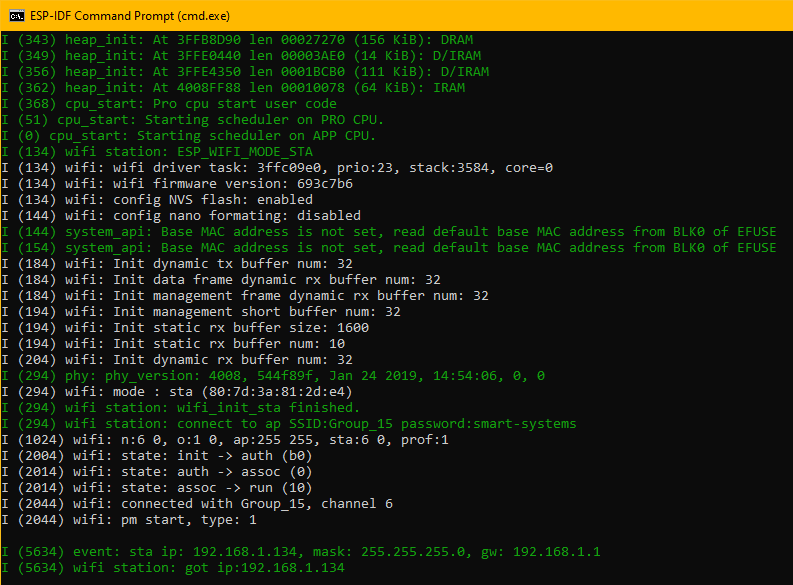 ESP-IDF Command Prompt (cmd.exe)
I (343) heap_init: At 3FFB8D90 len 00027270 (156 KiB): DRAM
I (349) heap_init: At 3FFE0440 len 00003AE0 (14 KiB): D/IRAM
I (356) heap_init: At 3FFE4350 len 0001BCB0 (111 KiB): D/IRAM
I (362) heap_init: At 4008FF88 len 00010078 (64 KiB): IRAM
I (368) cpu_start: Pro cpu start user code
I (51) cpu_start: Starting scheduler on PRO CPU.
I (0) cpu_start: Starting scheduler on APP CPU.
I (134) wifi station: ESP_WIFI_MODE_STA
I (134) wifi: wifi driver task: 3ffc09e0, prio:23, stack:3584, core=0
I (134) wifi: wifi firmware version: 693c7b6
I (134) wifi: config NVS flash: enabled
I (144) wifi: config nano formating: disabled
I (144) system_api: Base MAC address is not set, read default base MAC address from BLK0 of EFUSE
I (154) system_api: Base MAC address is not set, read default base MAC address from BLK0 of EFUSE
I (184) wifi: Init dynamic tx buffer num: 32
I (184) wifi: Init data frame dynamic rx buffer num: 32
I (184) wifi: Init management frame dynamic rx buffer num: 32
I (194) wifi: Init management short buffer num: 32
I (194) wifi: Init static rx buffer size: 1600
I (194) wifi: Init static rx buffer num: 10
I (204) wifi: Init dynamic rx buffer num: 32
I (294) phy: phy_version: 4008, 544f89f, Jan 24 2019, 14:54:06, 0, 0
I (294) wifi: mode : sta (80:7d:3a:81:2d:e4)
I (294) wifi station: wifi_init_sta finished.
I (294) wifi station: connect to ap SSID:Group_15 password:smart-systems
I (1024) wifi: n:6 0, o:1 0, ap:255 255, sta:6 0, prof:1
I (2004) wifi: state: init -> auth (b0)
I (2014) wifi: state: auth -> assoc (0)
I (2014) wifi: state: assoc -> run (10)
I (2044) wifi: connected with Group_15, channel 6
I (2044) wifi: pm start, type: 1
I (5634) event: sta ip: 192.168.1.134, mask: 255.255.255.0, gw: 192.168.1.1
I (5634) wifi station: got ip:192.168.1.134